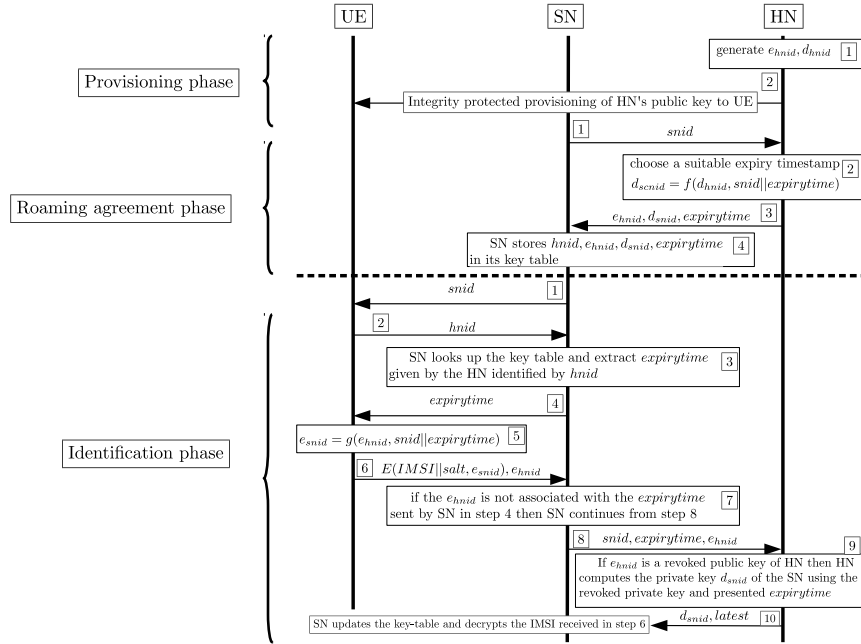 UE
SN
HN
Provisioning phase
generate e_hnid, d_hnid
1
2
Integrity protected provisioning of HN's public key to UE
Roaming agreement phase
1
snid
choose a suitable expiry timestamp
2
d_scnid = f(d_hnid, snid||expirytime)
e_hnid, d_snid, expirytime
3
SN stores hnid, e_hnid, d_snid, expirytime
4
in its key table
Identification phase
snid
1
2
hnid
SN looks up the key table and extract expirytime
3
given by the HN identified by hnid
expirytime
4
e_snid = g(e_hnid, snid||expirytime)
5
6
E(IMSI||salt, e_snid), e_hnid
if the e_hnid is not associated with the expirytime
7
sent by SN in step 4 then SN continues from step 8
8
snid, expirytime, e_hnid
9
If e_hnid is a revoked public key of HN then HN
computes the private key d_snid of the SN using the
revoked private key and presented expirytime
d_snid, latest
10
SN updates the key-table and decrypts the IMSI received in step 6